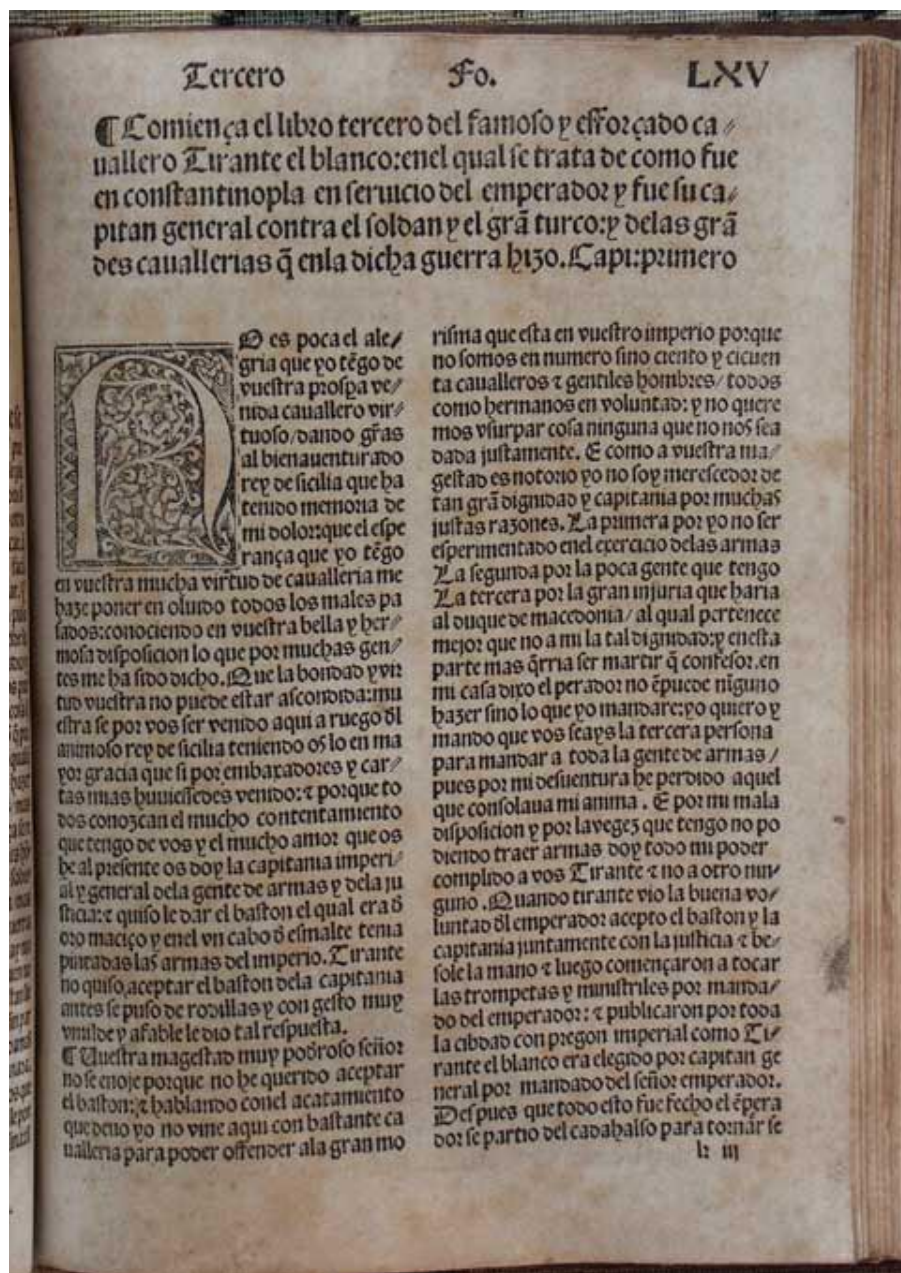 Tercero Fo. LXV
¶ Comiença el libro tercero del famoso y esforçado ca⸗
uallero Tirante el blanco: enel qual se trata de como fue
en constantinopla en seruicio del emperador y fue su ca⸗
pitan general contra el soldan y el grã turco: y delas grã
des cauallerias q̃ enla dicha guerra hizo. Capi: primero
NO es poca el ale⸗
gria que yo tẽgo de
vuestra prospa ve⸗
nida cauallero vir⸗
tuoso/dando gr̃as
al bienauenturado
rey de sicilia que ha
tenido memoria de
mi dolor: que el espe
rança que yo tẽgo
en vuestra mucha virtud de caualleria me
haze poner en oluido todos los males pa
sados: conociendo en vuestra bella y her⸗
mosa disposicion lo que por muchas gen⸗
tes me ha sido dicho. Que la bondad y vir
tud vuestra no puede estar ascondida: mu
estra se por vos ser venido aqui a ruego dl̃
animoso rey de sicilia teniendo os̃ lo en ma
yor gracia que si por embaxadores y car⸗
tas mias huuiessedes venido: ⁊ porque to
dos conozcan el mucho contentamiento
que tengo de vos y el mucho amor que os
he al presente os doy la capitania imperi⸗
al y general dela gente de armas y dela ju
sticia: ⁊ quiso le dar el baston el qual era d̃
oro maciço y enel vn cabo d̃ esmalte tenia
pintadas las̃ armas del imperio. Tirante
no quiso aceptar el baston dela capitania
antes se puso de rodillas y con gesto muy
vmilde y afable le dio tal respuesta.
¶ Uuestra magestad muy pod̃roso señor
no se enoje porque no he querido aceptar
el baston: ⁊ hablando conel acatamiento
que deuo yo no vine aqui con bastante ca
ualleria para poder offender ala gran mo
risma que esta en vuestro imperio porque
no somos en numero sino ciento y cicuen
ta caualleros ⁊ gentiles hombres/ todos
como hermanos en voluntad: y no quere
mos vsurpar cosa ninguna que no nos̃ sea
dada justamente. E como a vuestra ma⸗
gestad es notorio yo no soy merescedor de
tan grã dignidad y capitania por muchas̃
justas razones. La primera por yo no ser
esperimentado enel exercicio delas armas
La segunda por la poca gente que tengo
La tercera por la gran injuria que haria
al duque de macedonia/ al qual pertenece
mejor que no a mi la tal dignidad: y enesta
parte mas q̃rria ser martir q̃ confesor. en
mi casa dixo el perador no ẽpuede nĩguno
hazer sino lo que yo mandare: yo quiero y
mando que vos seays la tercera persona
para mandar a toda la gente de armas /
pues por mi desuentura he perdido aquel
que consolaua mi anima . E por mi mala
disposicion y por la vegez que tengo no po
diendo traer armas doy todo mi poder
complido a vos Tirante ⁊ no a otro nin⸗
guno . Quando tirante vio la buena vo⸗
luntad dl̃ emperador acepto el baston y la
capitania juntamente con la justicia ⁊ be⸗
sole la mano ⁊ luego començaron a tocar
las trompetas y ministriles por manda⸗
do del emperador: ⁊ publicaron por toda
la cibdad con pregon imperial como Ti⸗
rante el blanco era elegido por capitan ge
neral por mandado del señor emperador.
Despues que todo esto fue fecho el ẽpera
dor se partio del cadahalso para tornar se
h iij